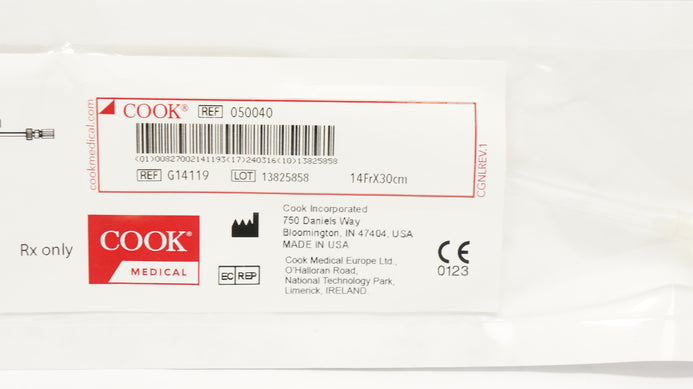 cookmedical.com
COOK® REF 050040
(01)00827002141193(17)240316(10)13825858
REF G14119 LOT 13825858 14FrX30cm
CGNLREV.1
Rx only
COOK®
MEDICAL
Cook Incorporated
750 Daniels Way
Bloomington, IN 47404, USA
MADE IN USA
EC REP
Cook Medical Europe Ltd.,
O'Halloran Road,
National Technology Park,
Limerick, IRELAND
CE
0123